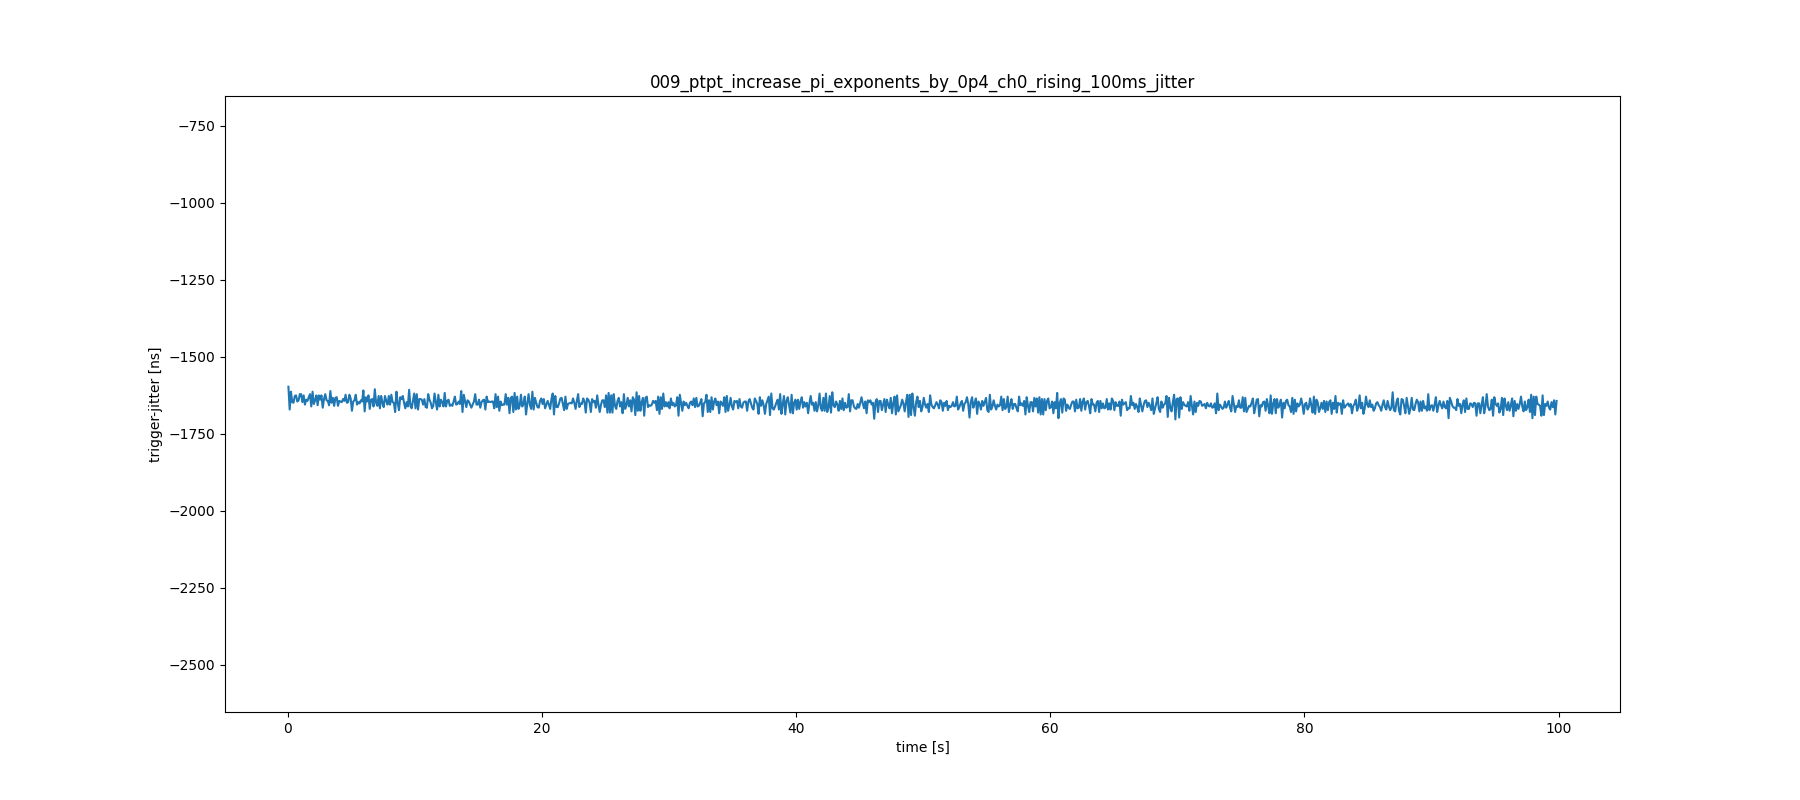 009_ptpt_increase_pi_exponents_by_0p4_ch0_rising_100ms_jitter
−750
−1000
−1250
−1500
−1750
−2000
−2250
−2500
trigger-jitter [ns]
0 20 40 60 80 100
time [s]